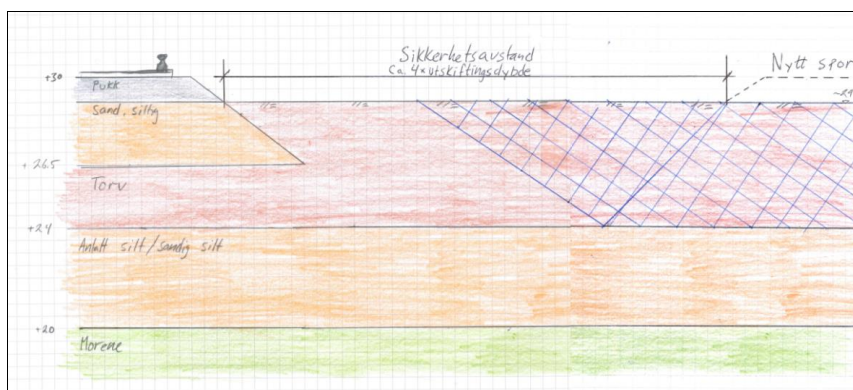 Sikkerhetsavstand
Ca. 4x utskiftingsdybde
Nytt spor
+30
Pukk
~29
Sand, siltig
+26.5
Torv
+24
Antatt silt/sandig silt
+20
Morene